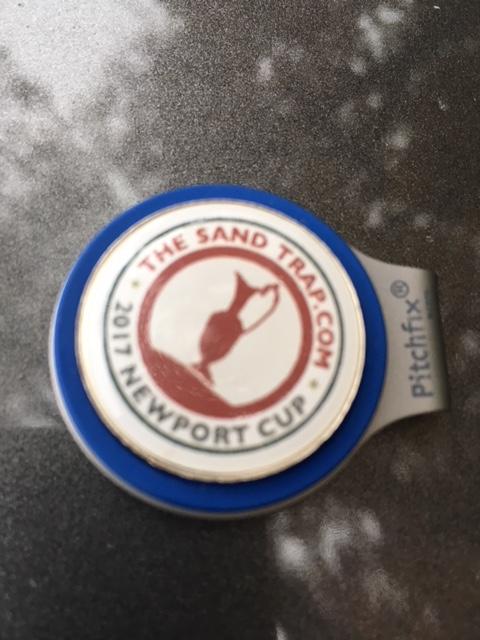 THE SAND TRAP.COM
2017 NEWPORT CUP
Pitchfix®